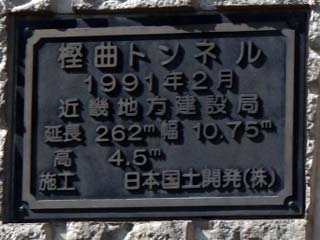 樫曲トンネル
1991年2月
近畿地方建設局
延長 262m 幅 10.75m
高 4.5m
施工 日本国土開発(株)